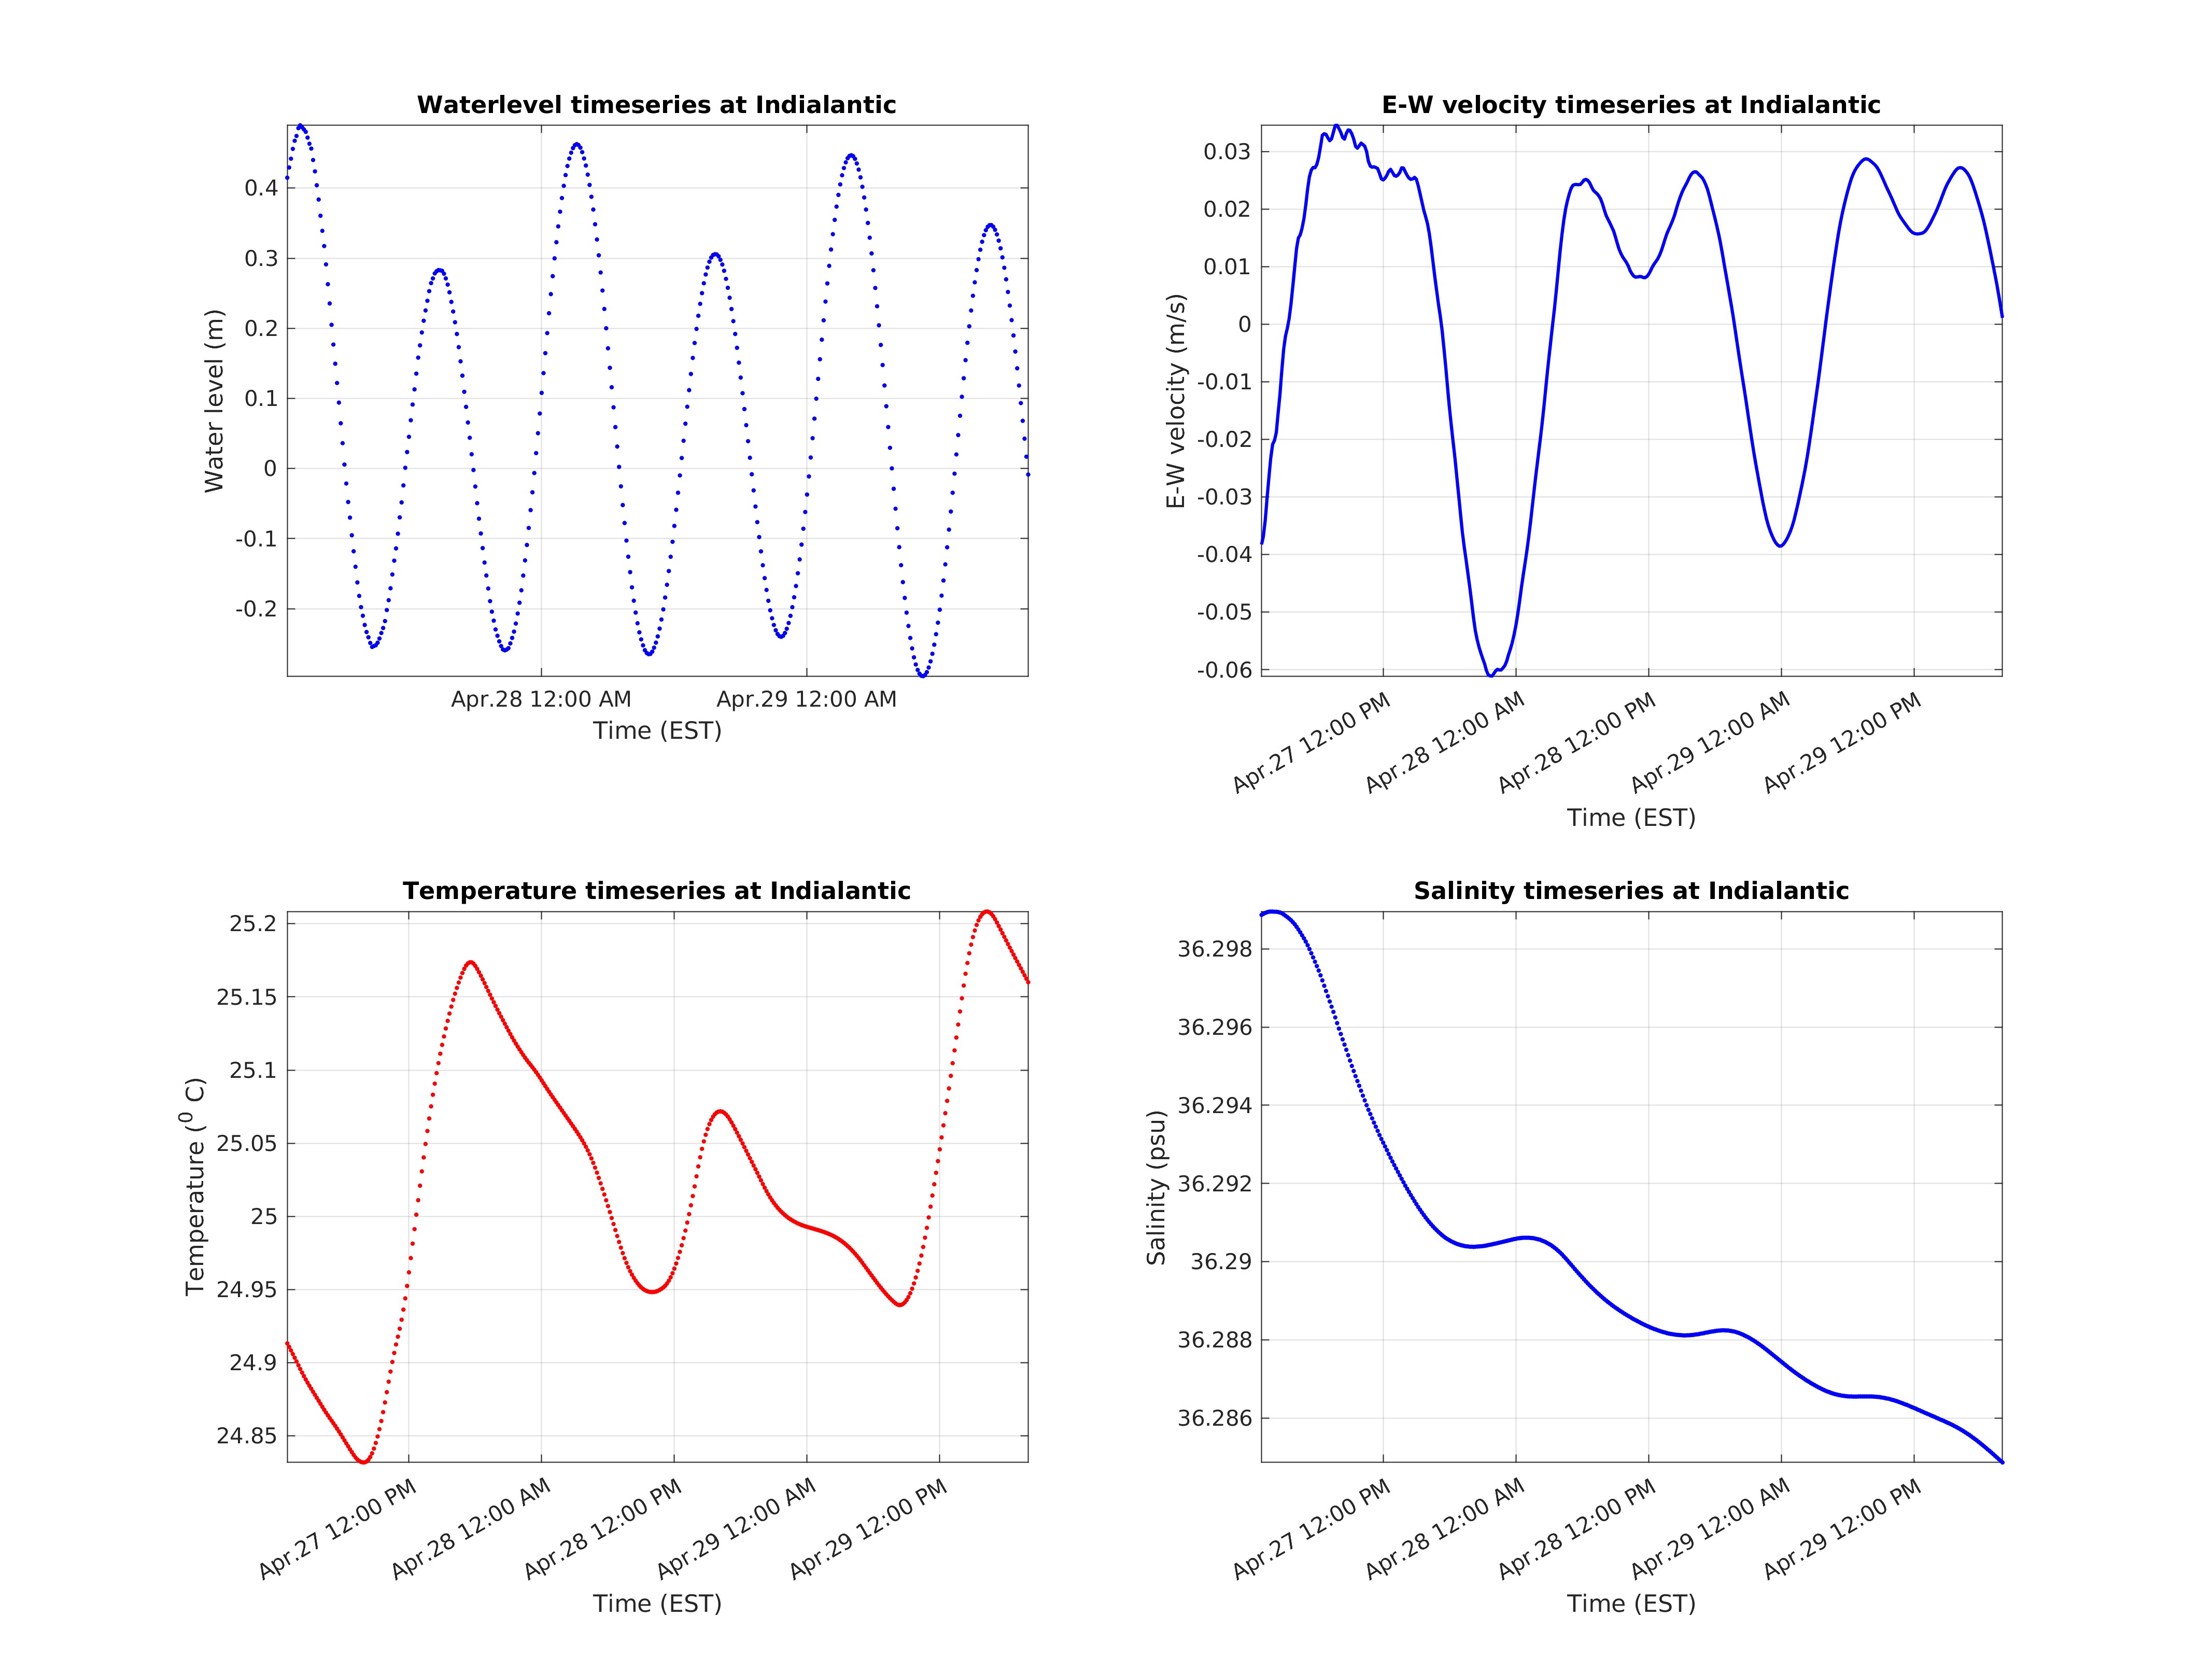 Waterlevel timeseries at Indialantic
0.4
0.3
0.2
0.1
0
-0.1
-0.2
Water level (m)
Apr.28 12:00 AM
Apr.29 12:00 AM
Time (EST)
E-W velocity timeseries at Indialantic
0.03
0.02
0.01
0
-0.01
-0.02
-0.03
-0.04
-0.05
-0.06
E-W velocity (m/s)
Apr.27 12:00 PM
Apr.28 12:00 AM
Apr.28 12:00 PM
Apr.29 12:00 AM
Apr.29 12:00 PM
Time (EST)
Temperature timeseries at Indialantic
25.2
25.15
25.1
25.05
25
24.95
24.9
24.85
Temperature (⁰ C)
Apr.27 12:00 PM
Apr.28 12:00 AM
Apr.28 12:00 PM
Apr.29 12:00 AM
Apr.29 12:00 PM
Time (EST)
Salinity timeseries at Indialantic
36.298
36.296
36.294
36.292
36.29
36.288
36.286
Salinity (psu)
Apr.27 12:00 PM
Apr.28 12:00 AM
Apr.28 12:00 PM
Apr.29 12:00 AM
Apr.29 12:00 PM
Time (EST)